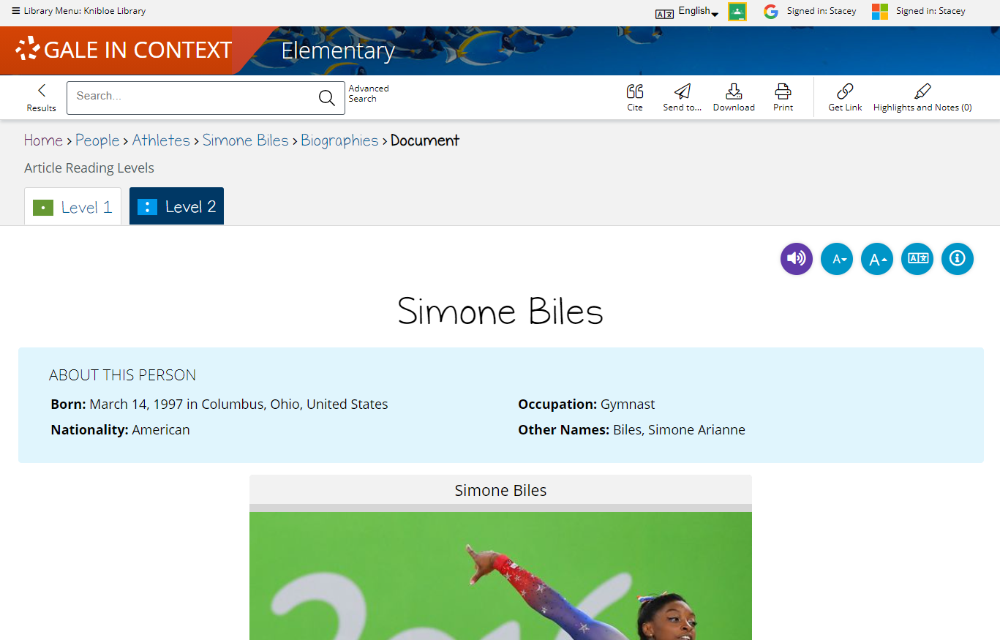 Library Menu: Knibloe Library
English
Signed in: Stacey
Signed in: Stacey
GALE IN CONTEXT
Elementary
Results
Search...
Advanced
Search
Cite
Send to...
Download
Print
Get Link
Highlights and Notes (0)
Home › People › Athletes › Simone Biles › Biographies › Document
Article Reading Levels
Level 1
Level 2
A
A
Simone Biles
ABOUT THIS PERSON
Born: March 14, 1997 in Columbus, Ohio, United States
Occupation: Gymnast
Nationality: American
Other Names: Biles, Simone Arianne
Simone Biles